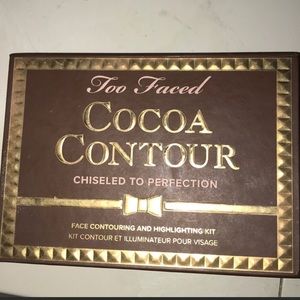 Too Faced
COCOA
CONTOUR
CHISELED TO PERFECTION
FACE CONTOURING AND HIGHLIGHTING KIT
KIT CONTOUR ET ILLUMINATEUR POUR VISAGE